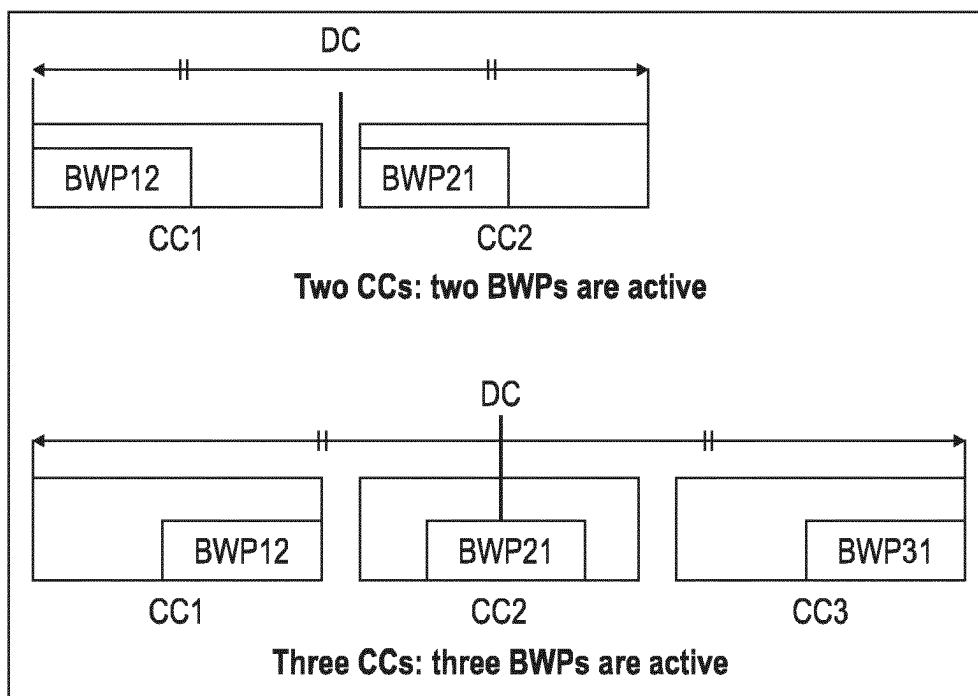 DC
BWP12 BWP21
CC1 CC2
Two CCs: two BWPs are active
DC
BWP12 BWP21 BWP31
CC1 CC2 CC3
Three CCs: three BWPs are active